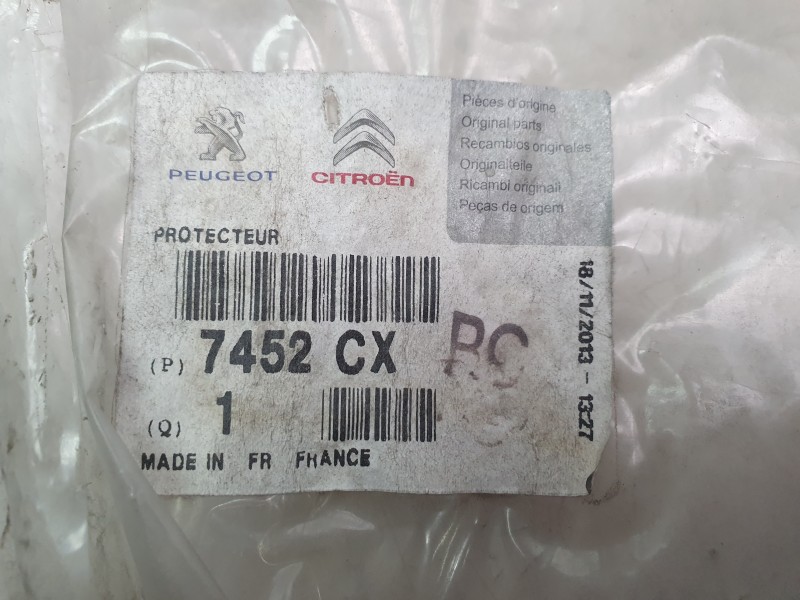 PEUGEOT
CITROËN
Pièces d'origine
Original parts
Recambios originales
Originalteile
Ricambi originali
Peças de origem
PROTECTEUR
(P) 7452 CX
(Q) 1
MADE IN FR FRANCE
18/11/2013 - 13:27